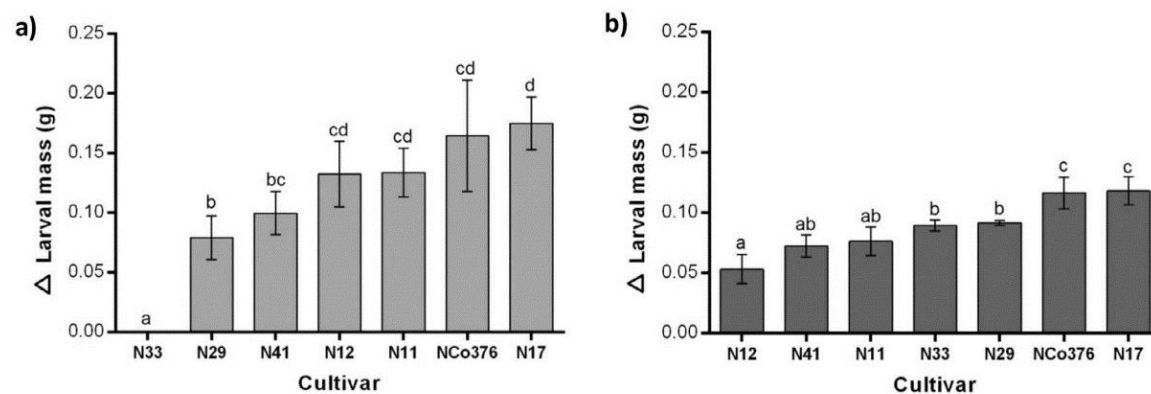 a)
△ Larval mass (g)
0.25
0.20
0.15
0.10
0.05
0.00
a
b
bc
cd
cd
cd
d
N33 N29 N41 N12 N11 NCo376 N17
Cultivar
b)
△ Larval mass (g)
0.25
0.20
0.15
0.10
0.05
0.00
a
ab
ab
b
b
c
c
N12 N41 N11 N33 N29 NCo376 N17
Cultivar